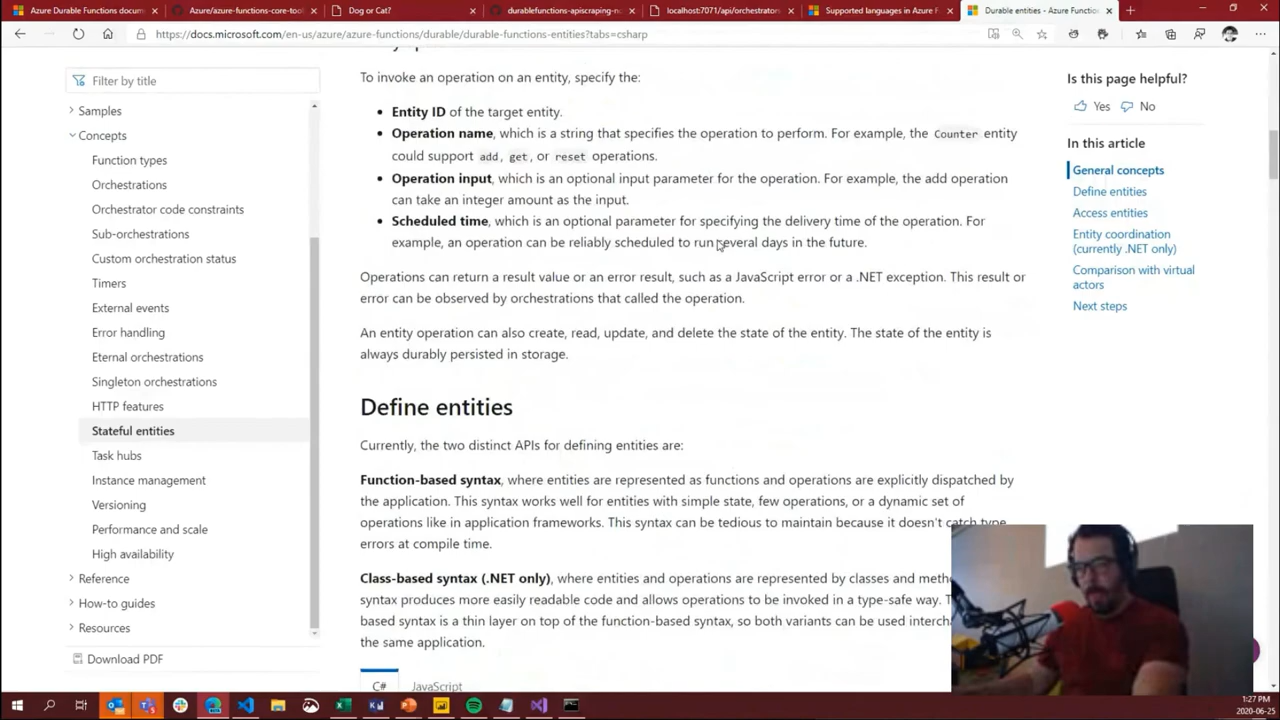 Azure Durable Functions docum
Azure/azure-functions-core-tool
Dog or Cat?
durablefunctions-apiscraping-no
localhost:7071/api/orchestrators
Supported languages in Azure F
Durable entities - Azure Functio
https://docs.microsoft.com/en-us/azure/azure-functions/durable/durable-functions-entities?tabs=csharp
Filter by title
Samples
Concepts
Function types
Orchestrations
Orchestrator code constraints
Sub-orchestrations
Custom orchestration status
Timers
External events
Error handling
Eternal orchestrations
Singleton orchestrations
HTTP features
Stateful entities
Task hubs
Instance management
Versioning
Performance and scale
High availability
Reference
How-to guides
Resources
Download PDF
To invoke an operation on an entity, specify the:
• Entity ID of the target entity.
• Operation name, which is a string that specifies the operation to perform. For example, the Counter entity
could support add, get, or reset operations.
• Operation input, which is an optional input parameter for the operation. For example, the add operation
can take an integer amount as the input.
• Scheduled time, which is an optional parameter for specifying the delivery time of the operation. For
example, an operation can be reliably scheduled to run several days in the future.
Operations can return a result value or an error result, such as a JavaScript error or a .NET exception. This result or
error can be observed by orchestrations that called the operation.
An entity operation can also create, read, update, and delete the state of the entity. The state of the entity is
always durably persisted in storage.
Define entities
Currently, the two distinct APIs for defining entities are:
Function-based syntax, where entities are represented as functions and operations are explicitly dispatched by
the application. This syntax works well for entities with simple state, few operations, or a dynamic set of
operations like in application frameworks. This syntax can be tedious to maintain because it doesn't catch type
errors at compile time.
Class-based syntax (.NET only), where entities and operations are represented by classes and meth
syntax produces more easily readable code and allows operations to be invoked in a type-safe way. T
based syntax is a thin layer on top of the function-based syntax, so both variants can be used interch
the same application.
C#
JavaScript
Is this page helpful?
Yes
No
In this article
General concepts
Define entities
Access entities
Entity coordination
(currently .NET only)
Comparison with virtual
actors
Next steps
1:27 PM
2020-06-25